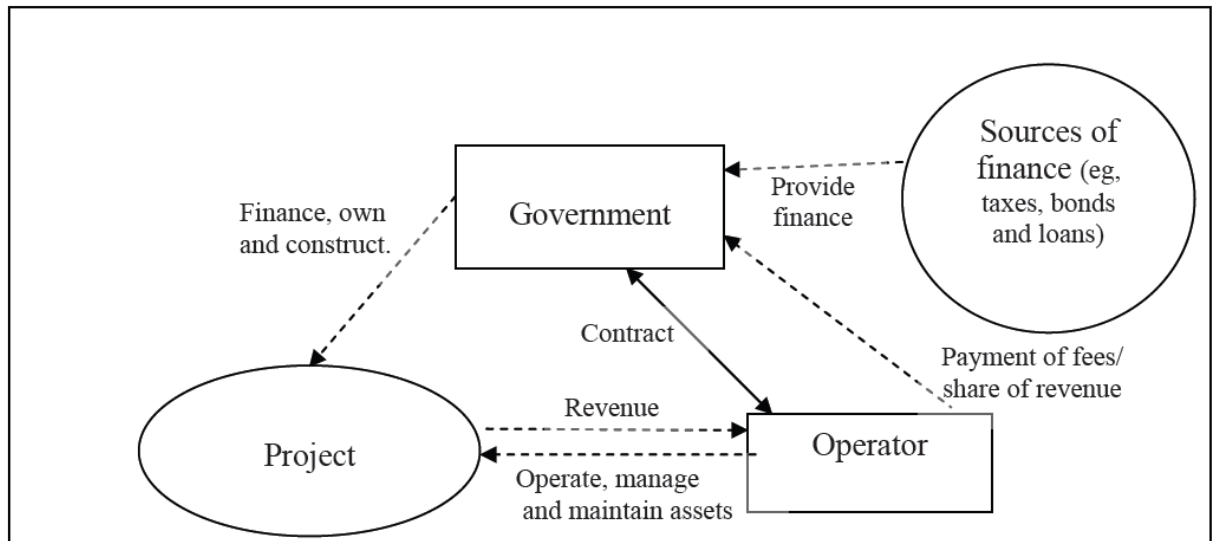 Sources of
finance (eg,
taxes, bonds
and loans)
Provide
finance
Government
Finance, own
and construct.
Contract
Payment of fees/
share of revenue
Revenue
Operator
Project
Operate, manage
and maintain assets